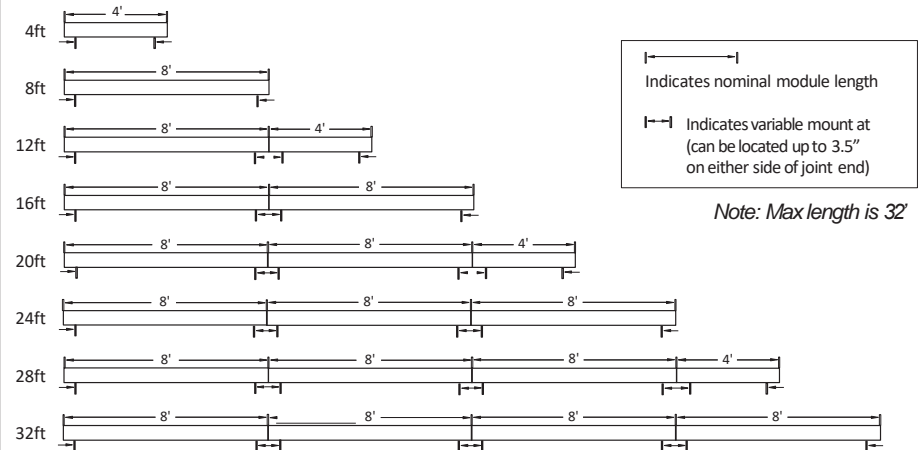 4'
4ft
8'
8ft
8' 4'
12ft
8' 8'
16ft
8' 8' 4'
20ft
8' 8' 8'
24ft
8' 8' 8' 4'
28ft
8' 8' 8' 8'
32ft
Indicates nominal module length
Indicates variable mount at
(can be located up to 3.5”
on either side of joint end)
Note: Max length is 32'